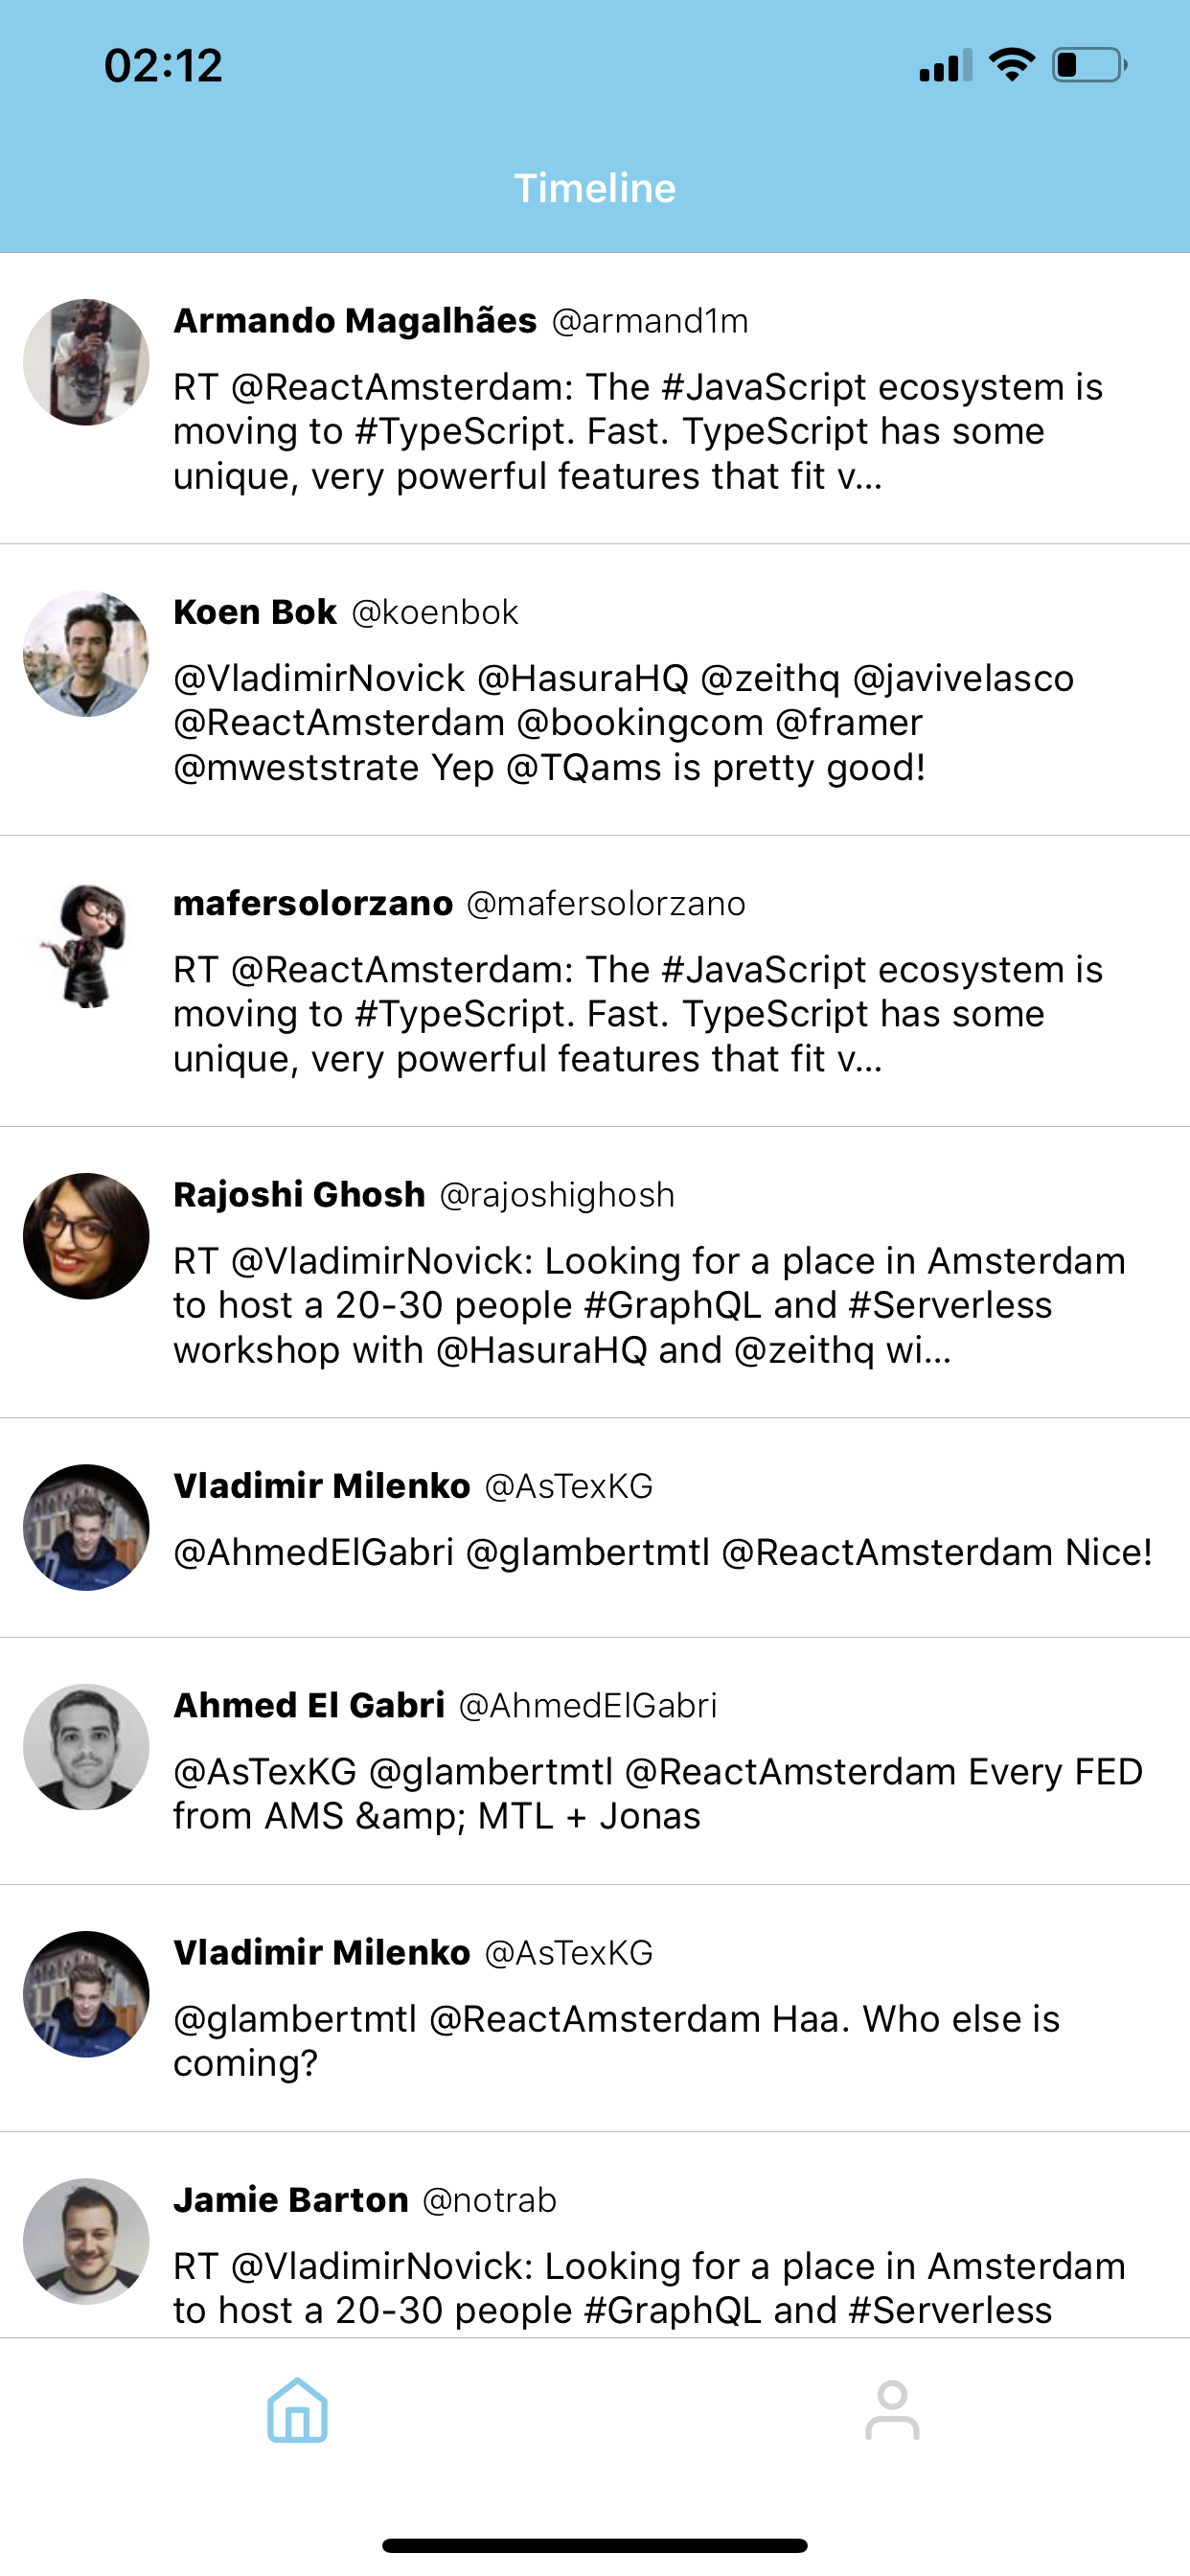 02:12
Timeline
Armando Magalhães @armand1m
RT @ReactAmsterdam: The #JavaScript ecosystem is
moving to #TypeScript. Fast. TypeScript has some
unique, very powerful features that fit v...
Koen Bok @koenbok
@VladimirNovick @HasuraHQ @zeithq @javivelasco
@ReactAmsterdam @bookingcom @framer
@mweststrate Yep @TQams is pretty good!
mafersolorzano @mafersolorzano
RT @ReactAmsterdam: The #JavaScript ecosystem is
moving to #TypeScript. Fast. TypeScript has some
unique, very powerful features that fit v...
Rajoshi Ghosh @rajoshighosh
RT @VladimirNovick: Looking for a place in Amsterdam
to host a 20-30 people #GraphQL and #Serverless
workshop with @HasuraHQ and @zeithq wi...
Vladimir Milenko @AsTexKG
@AhmedElGabri @glambertmtl @ReactAmsterdam Nice!
Ahmed El Gabri @AhmedElGabri
@AsTexKG @glambertmtl @ReactAmsterdam Every FED
from AMS &amp; MTL + Jonas
Vladimir Milenko @AsTexKG
@glambertmtl @ReactAmsterdam Haa. Who else is
coming?
Jamie Barton @notrab
RT @VladimirNovick: Looking for a place in Amsterdam
to host a 20-30 people #GraphQL and #Serverless